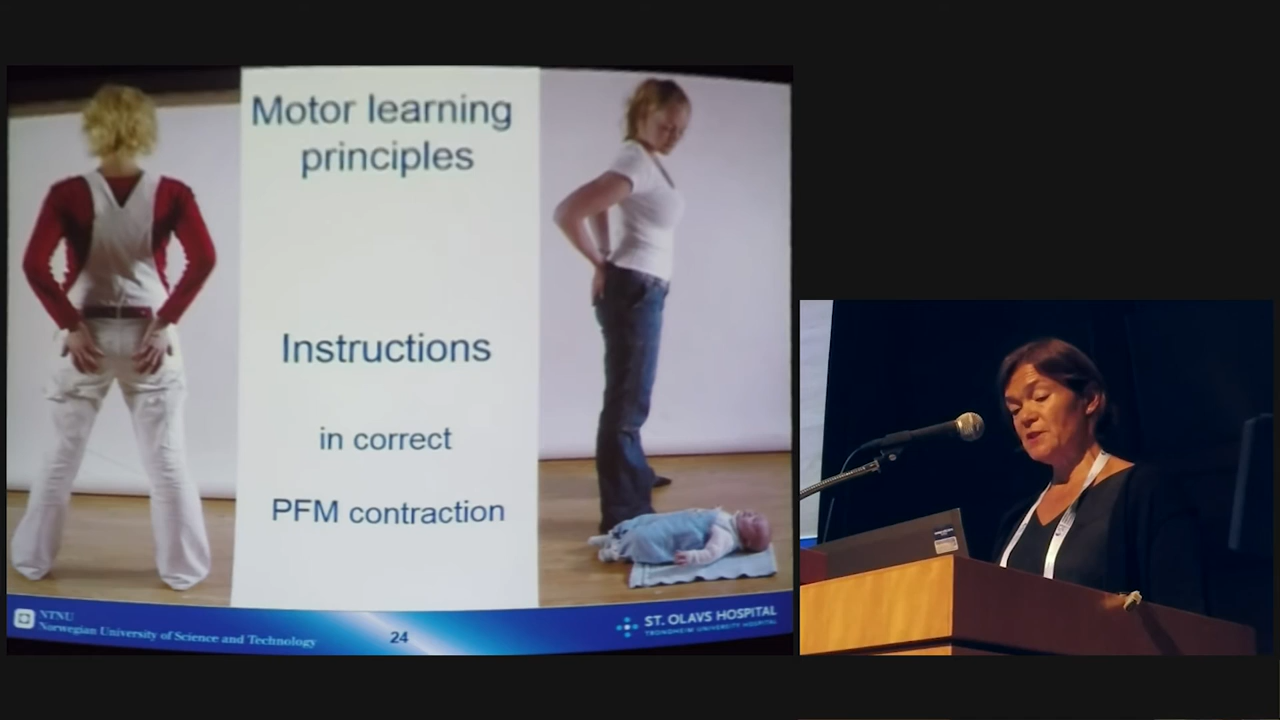 Motor learning
principles
Instructions
in correct
PFM contraction
NTNU
Norwegian University of Science and Technology
24
ST. OLAVS HOSPITAL
TRONDHEIM UNIVERSITY HOSPITAL